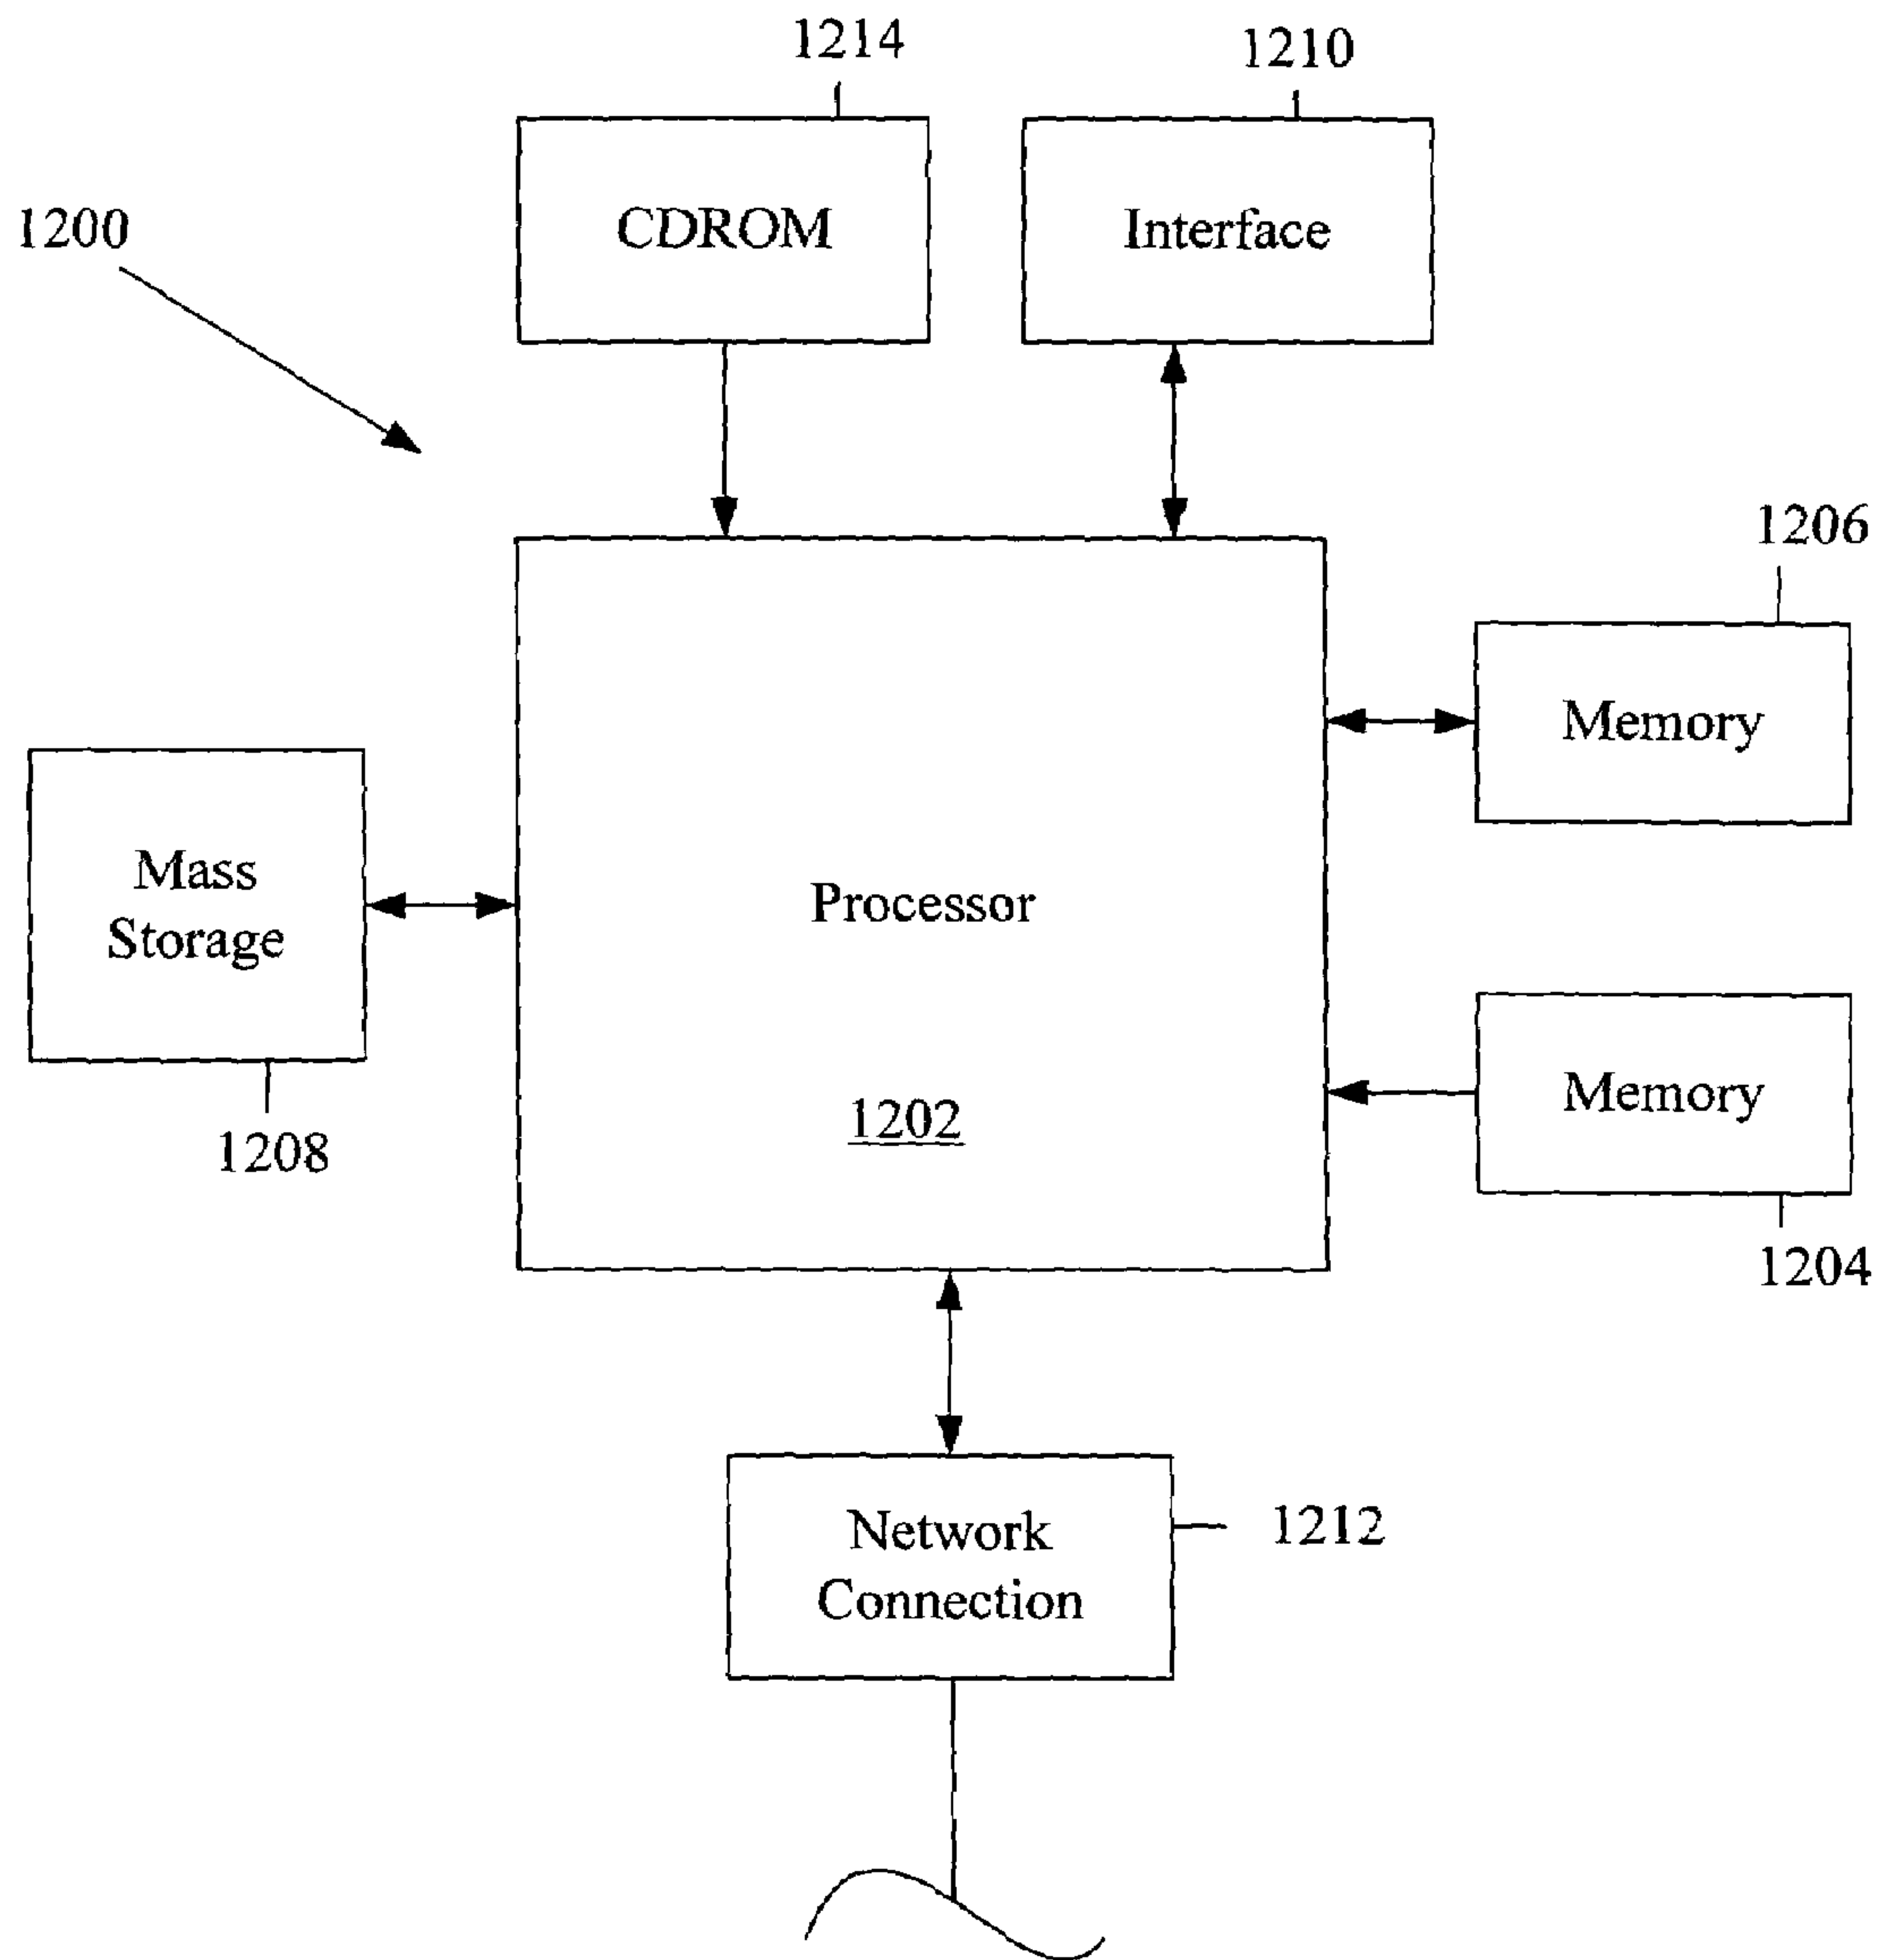 1214
1210
1200
CDROM
Interface
1206
Memory
Mass
Storage
Processor
Memory
1202
1208
1204
Network
Connection
1212